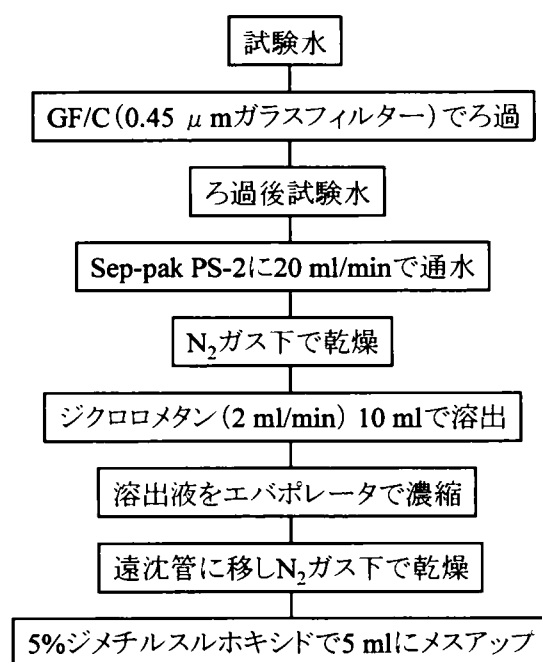 試験水
GF/C(0.45 μmガラスフィルター)でろ過
ろ過後試験水
Sep-pak PS-2に20 ml/minで通水
N₂ガス下で乾燥
ジクロロメタン(2 ml/min) 10 mlで溶出
溶出液をエバポレータで濃縮
遠沈管に移しN₂ガス下で乾燥
5%ジメチルスルホキシドで5 mlにメスアップ